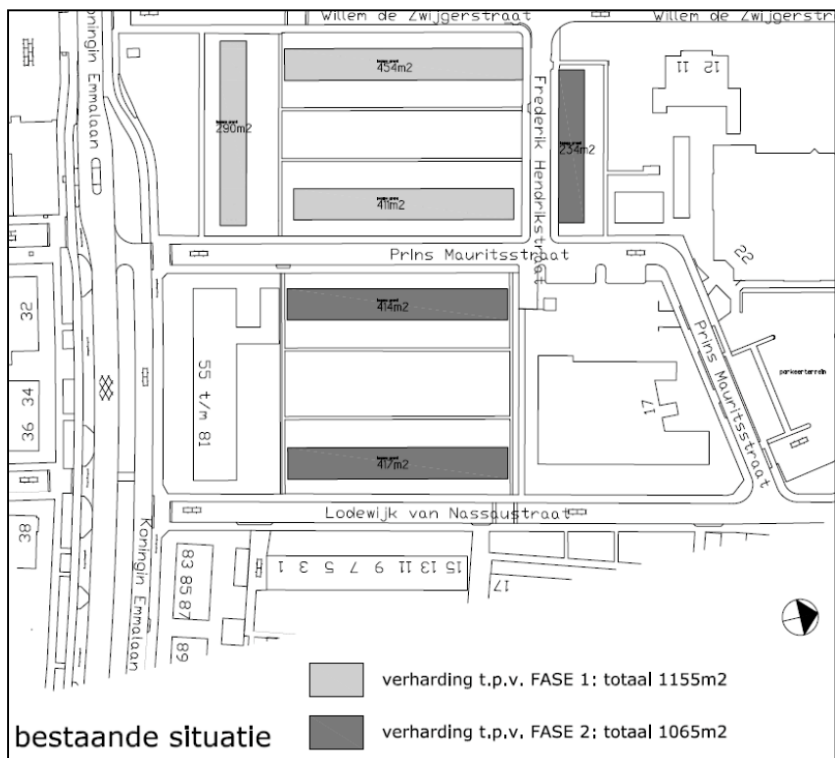 Willem de Zwijgerstraat
Willem de Zwijgerstr
Koningin Emmalaan
454m2
290m2
11 12
Frederik Hendrikstraat
234m2
411m2
Prins Mauritsstraat
22
32
414m2
Prins Mauritsstraat
parkeerterrein
55 t/m 81
17
34
36
417m2
Lodewijk van Nassaustraat
38
Koningin Emmalaan
83 85 87
1 3 5 7 9 11 13 15
17
89
verharding t.p.v. FASE 1: totaal 1155m2
bestaande situatie
verharding t.p.v. FASE 2: totaal 1065m2